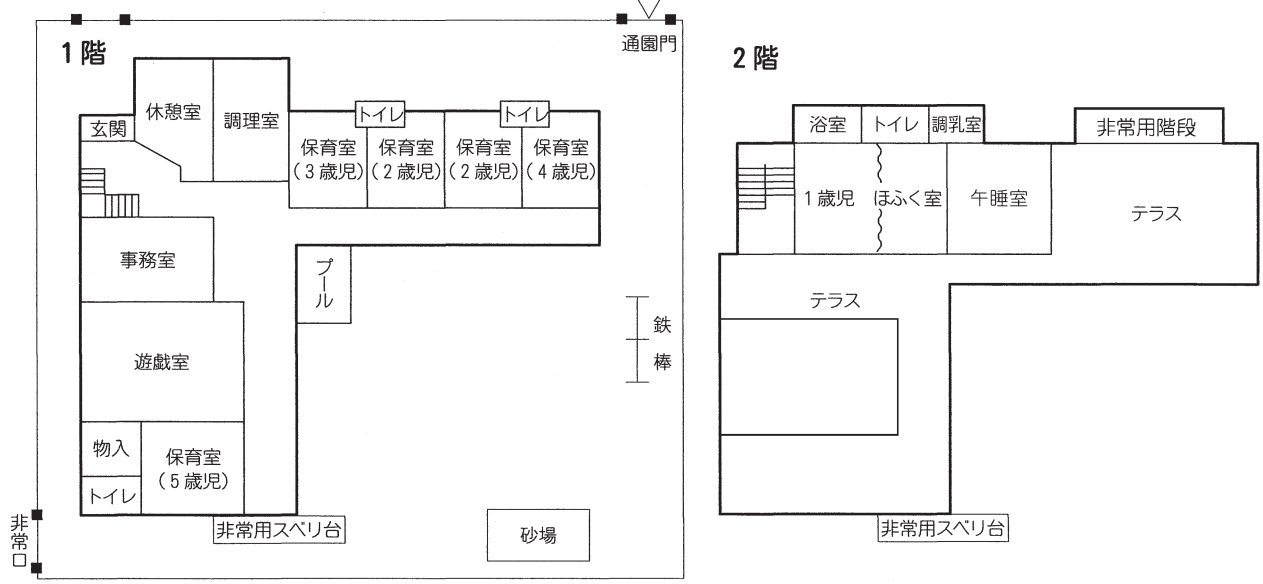 1階
通園門
休憩室
調理室
玄関
トイレ
トイレ
保育室
(3歳児)
保育室
(2歳児)
保育室
(2歳児)
保育室
(4歳児)
事務室
プール
遊戯室
鉄棒
物入
保育室
(5歳児)
トイレ
非常用スベリ台
砂場
非常口
2階
浴室
トイレ
調乳室
非常用階段
1歳児
ほふく室
午睡室
テラス
テラス
非常用スベリ台